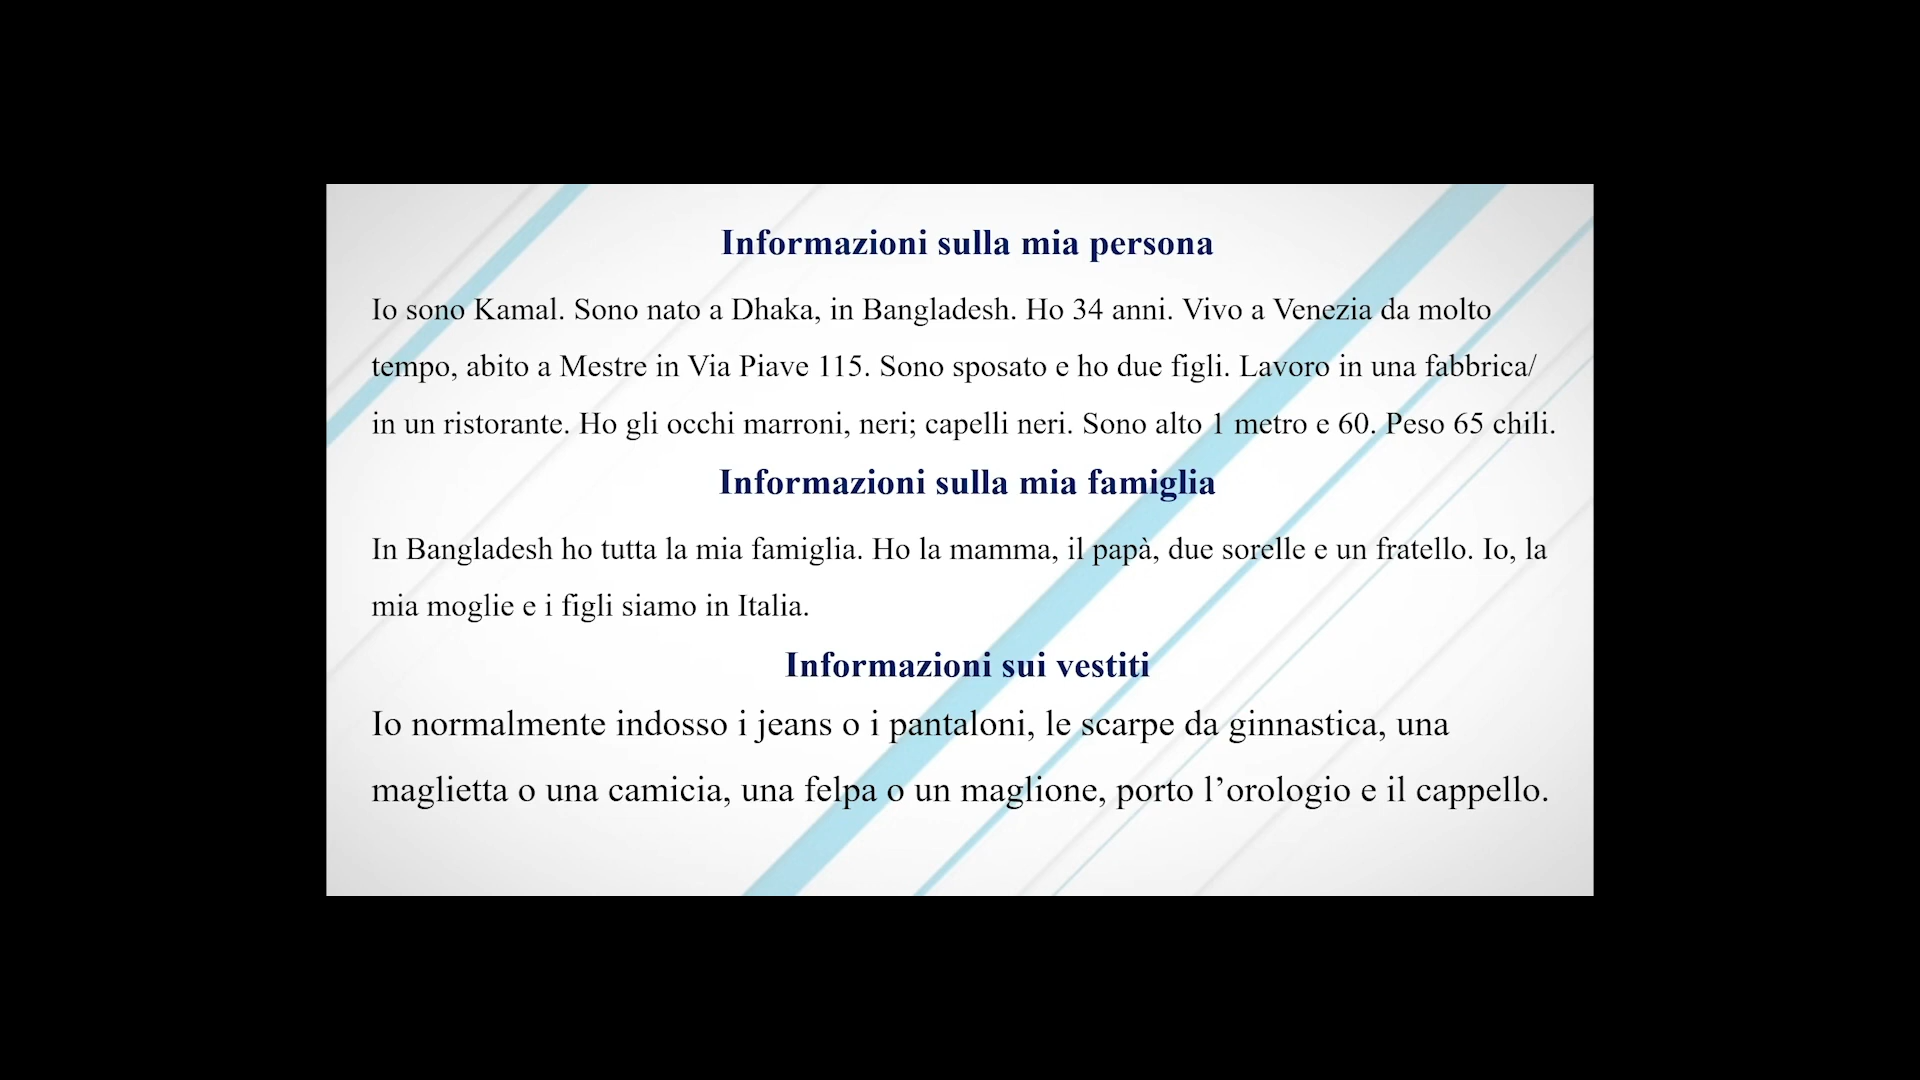 Informazioni sulla mia persona
Io sono Kamal. Sono nato a Dhaka, in Bangladesh. Ho 34 anni. Vivo a Venezia da molto
tempo, abito a Mestre in Via Piave 115. Sono sposato e ho due figli. Lavoro in una fabbrica/
in un ristorante. Ho gli occhi marroni, neri; capelli neri. Sono alto 1 metro e 60. Peso 65 chili.
Informazioni sulla mia famiglia
In Bangladesh ho tutta la mia famiglia. Ho la mamma, il papà, due sorelle e un fratello. Io, la
mia moglie e i figli siamo in Italia.
Informazioni sui vestiti
Io normalmente indosso i jeans o i pantaloni, le scarpe da ginnastica, una
maglietta o una camicia, una felpa o un maglione, porto l’orologio e il cappello.